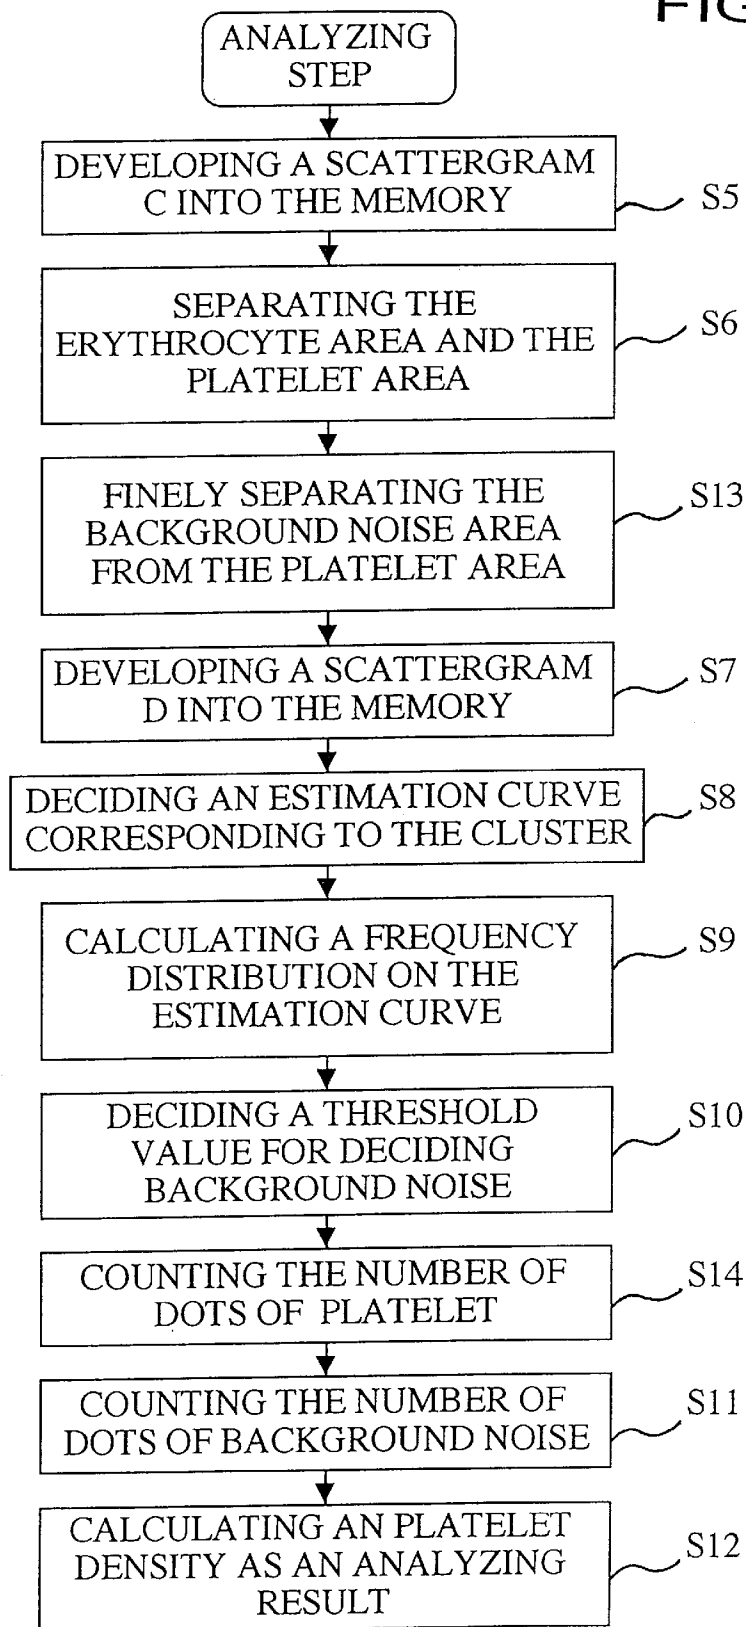 FIG
ANALYZING
STEP
DEVELOPING A SCATTERGRAM
C INTO THE MEMORY
S5
SEPARATING THE
ERYTHROCYTE AREA AND THE
PLATELET AREA
S6
FINELY SEPARATING THE
BACKGROUND NOISE AREA
FROM THE PLATELET AREA
S13
DEVELOPING A SCATTERGRAM
D INTO THE MEMORY
S7
DECIDING AN ESTIMATION CURVE
CORRESPONDING TO THE CLUSTER
S8
CALCULATING A FREQUENCY
DISTRIBUTION ON THE
ESTIMATION CURVE
S9
DECIDING A THRESHOLD
VALUE FOR DECIDING
BACKGROUND NOISE
S10
COUNTING THE NUMBER OF
DOTS OF PLATELET
S14
COUNTING THE NUMBER OF
DOTS OF BACKGROUND NOISE
S11
CALCULATING AN PLATELET
DENSITY AS AN ANALYZING
RESULT
S12